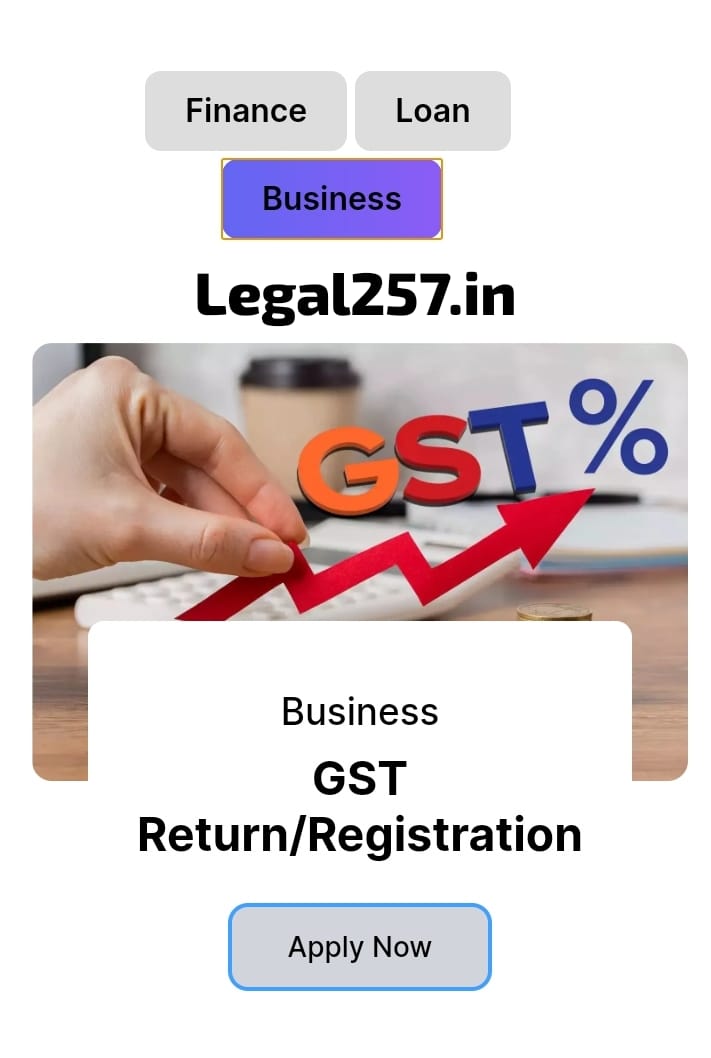 Finance Loan
Business
Legal257.in
GST %
Business
GST
Return/Registration
Apply Now